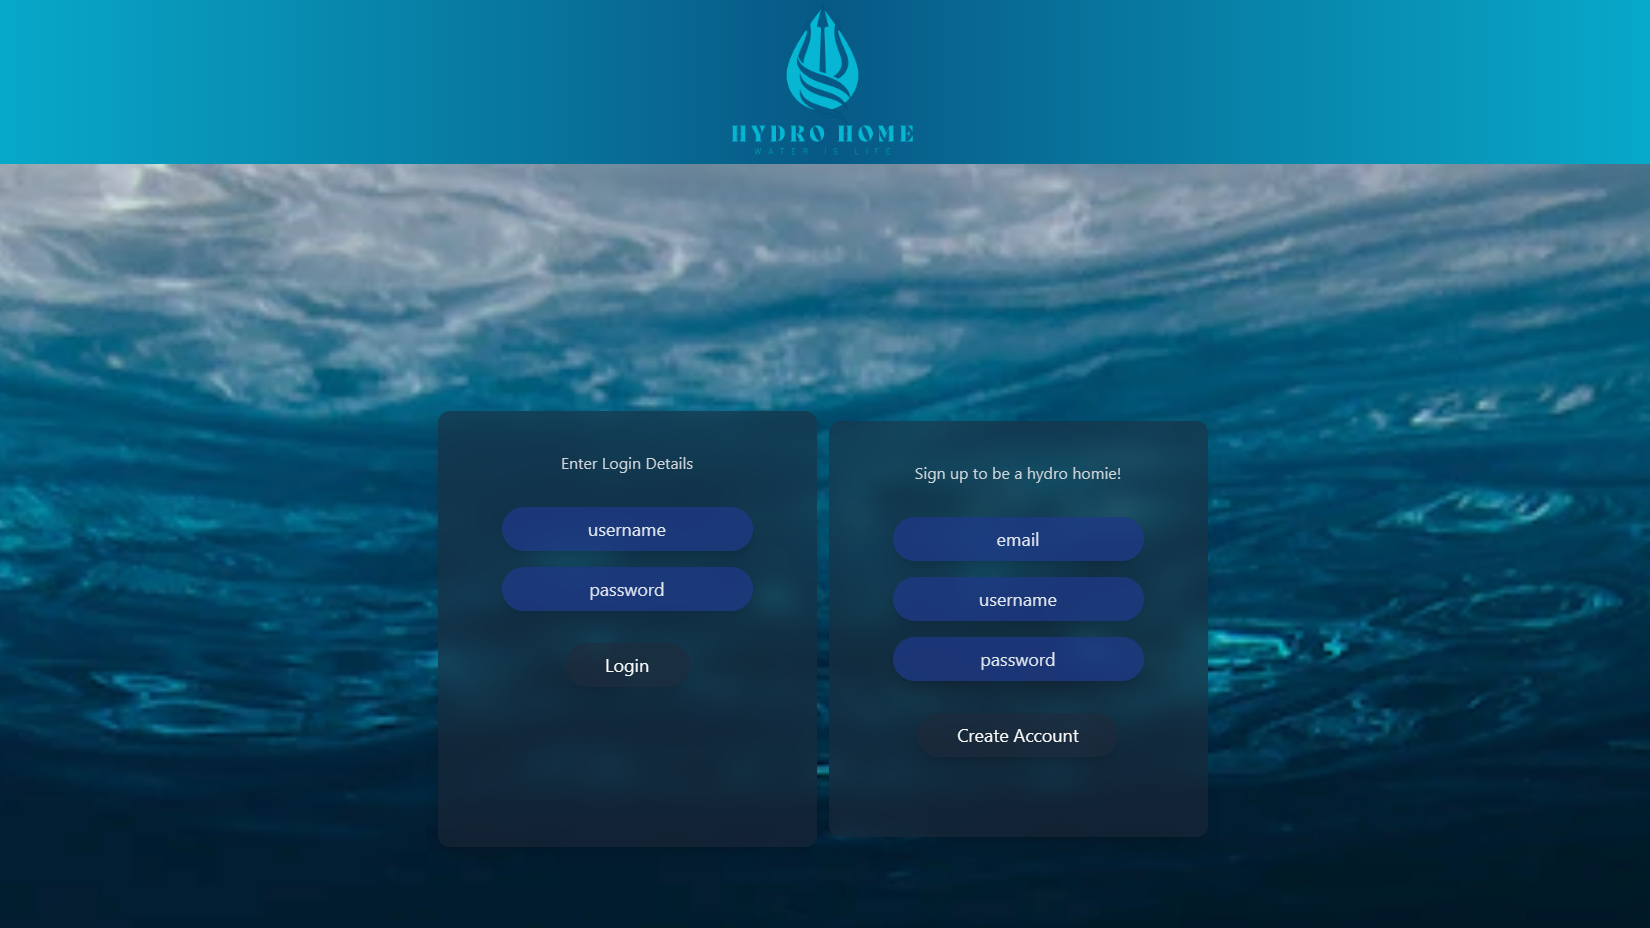 HYDRO HOME
WATER IS LIFE
Enter Login Details
username
password
Login
Sign up to be a hydro homie!
email
username
password
Create Account